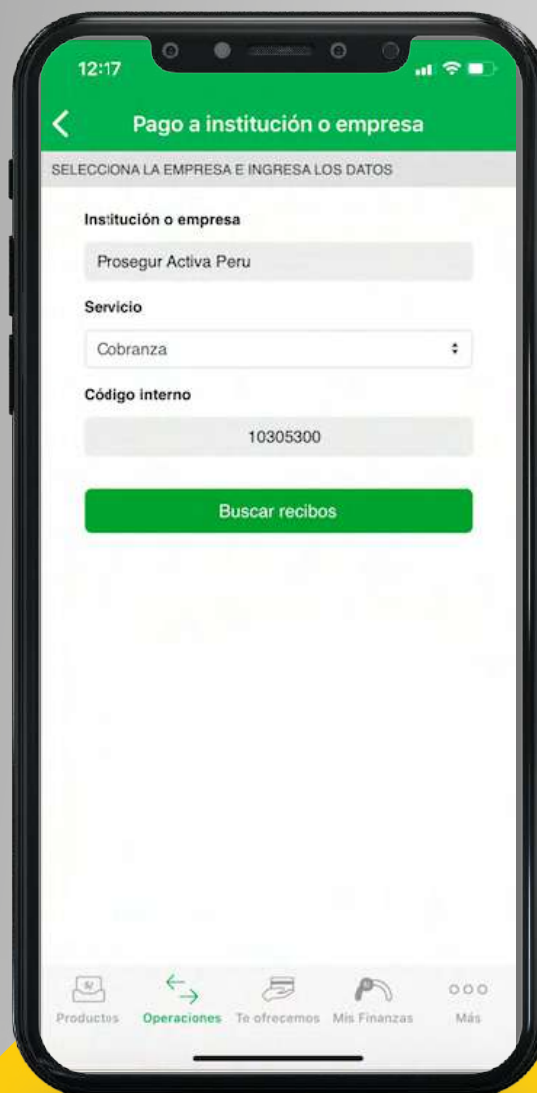 12:17
Pago a institución o empresa
SELECCIONA LA EMPRESA E INGRESA LOS DATOS
Institución o empresa
Prosegur Activa Peru
Servicio
Cobranza
Código interno
10305300
Buscar recibos
Productos Operaciones Te ofrecemos Mis Finanzas Más